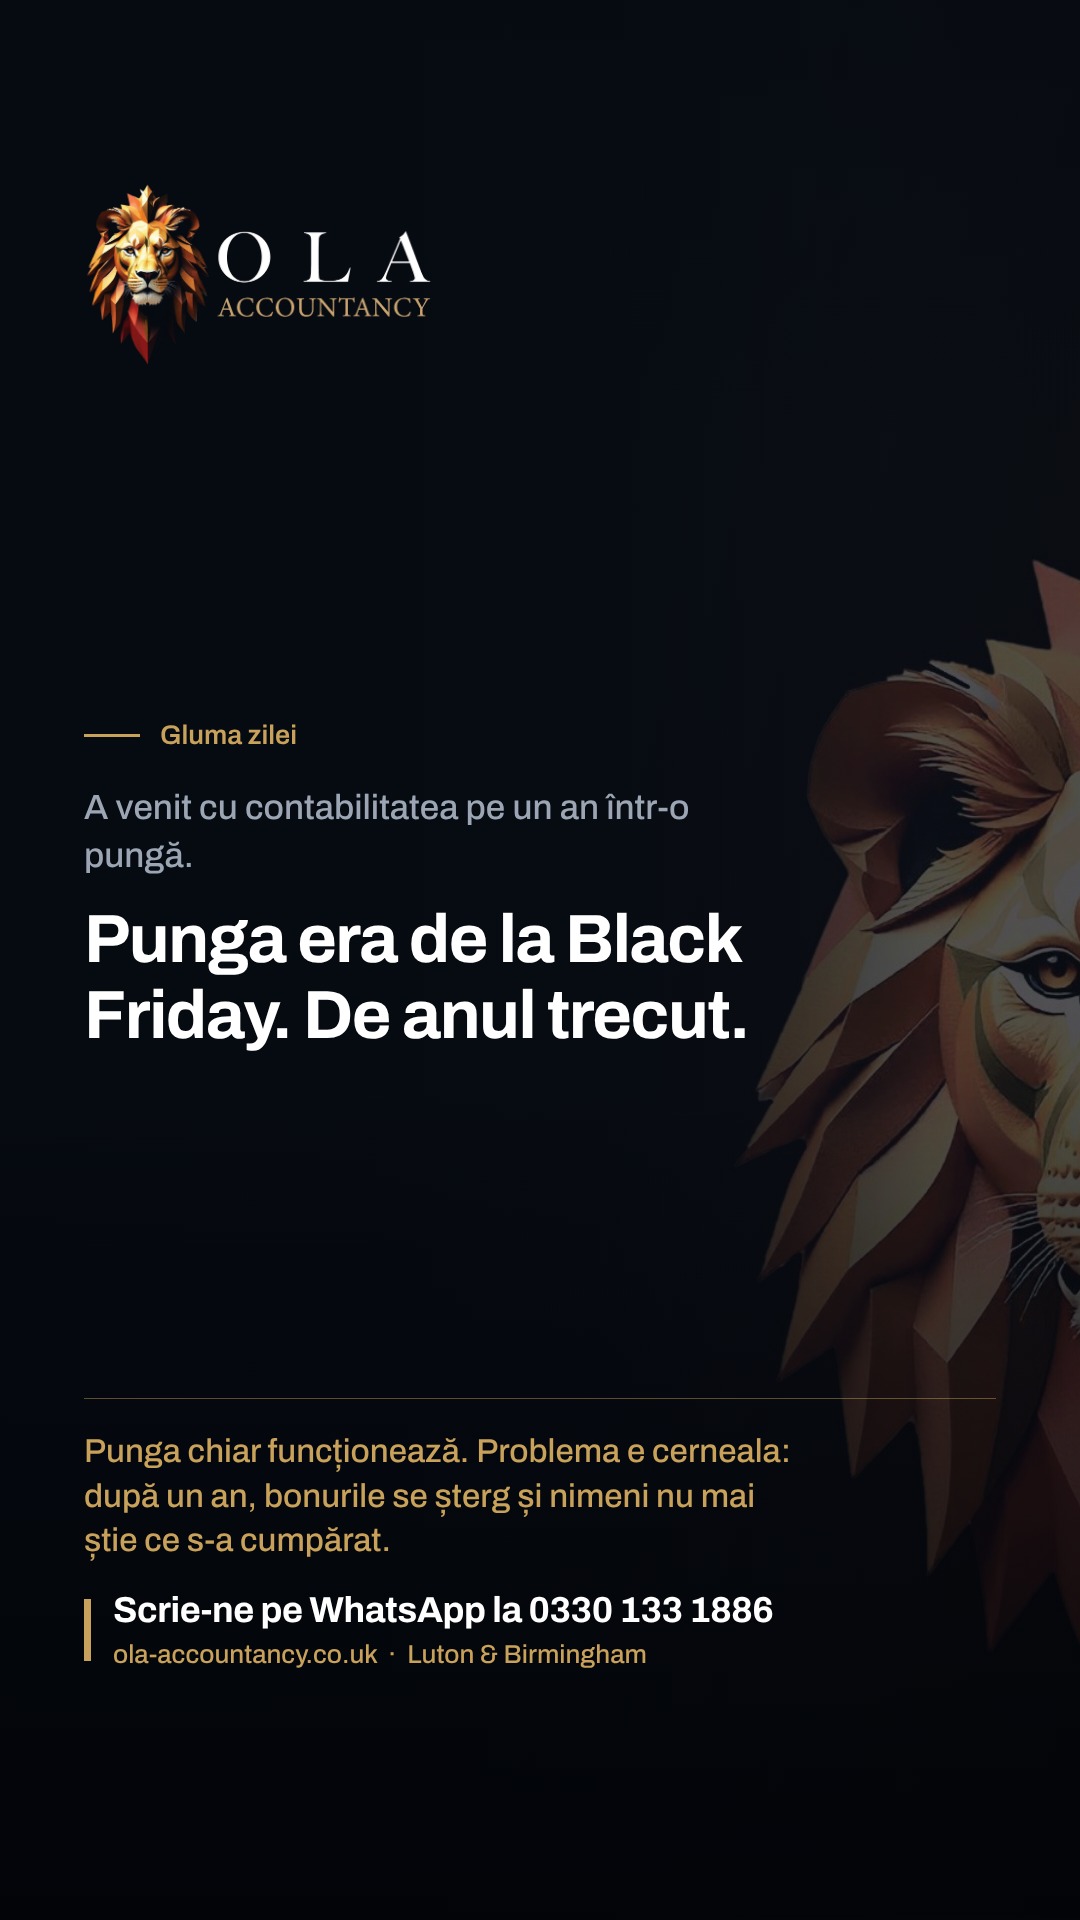 OLA
ACCOUNTANCY
Gluma zilei
A venit cu contabilitatea pe un an într-o
pungă.
Punga era de la Black
Friday. De anul trecut.
Punga chiar funcționează. Problema e cerneala:
după un an, bonurile se șterg și nimeni nu mai
știe ce s-a cumpărat.
Scrie-ne pe WhatsApp la 0330 133 1886
ola-accountancy.co.uk · Luton & Birmingham